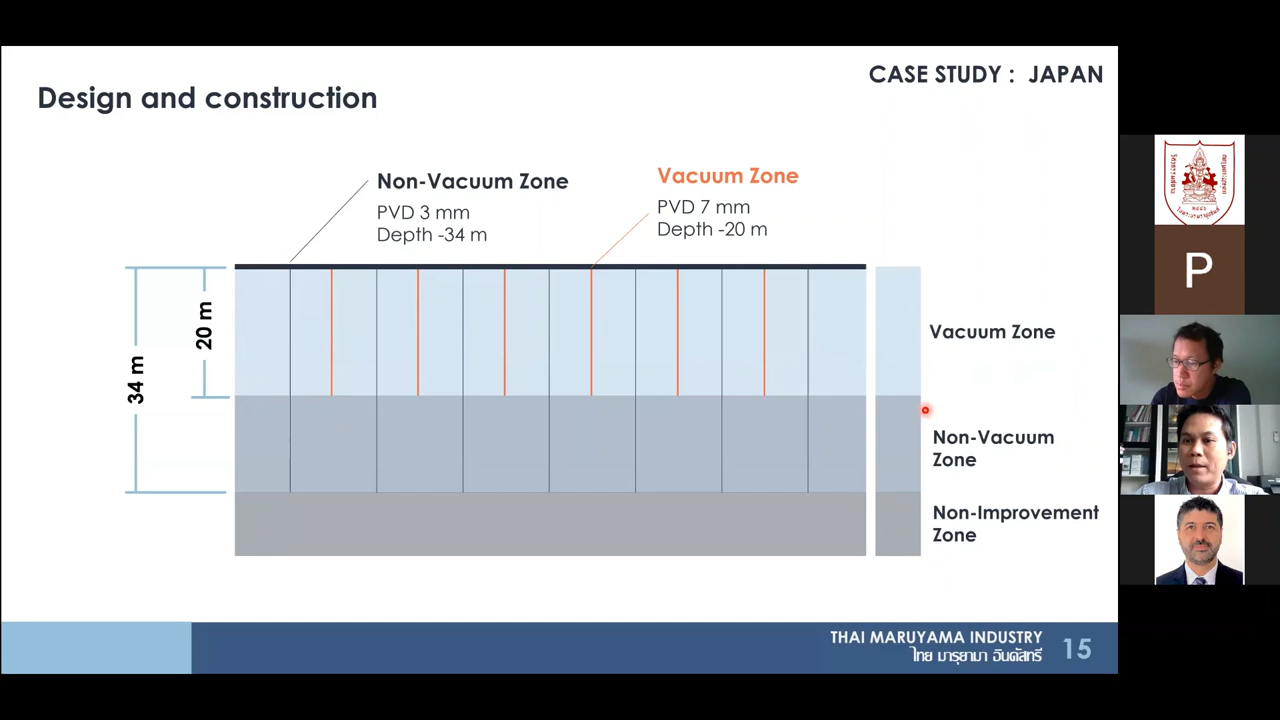 CASE STUDY : JAPAN
Design and construction
Non-Vacuum Zone
PVD 3 mm
Depth -34 m
Vacuum Zone
PVD 7 mm
Depth -20 m
20 m
34 m
Vacuum Zone
Non-Vacuum
Zone
Non-Improvement
Zone
THAI MARUYAMA INDUSTRY
ไทย มารุยามา อินดัสทรี
15
P